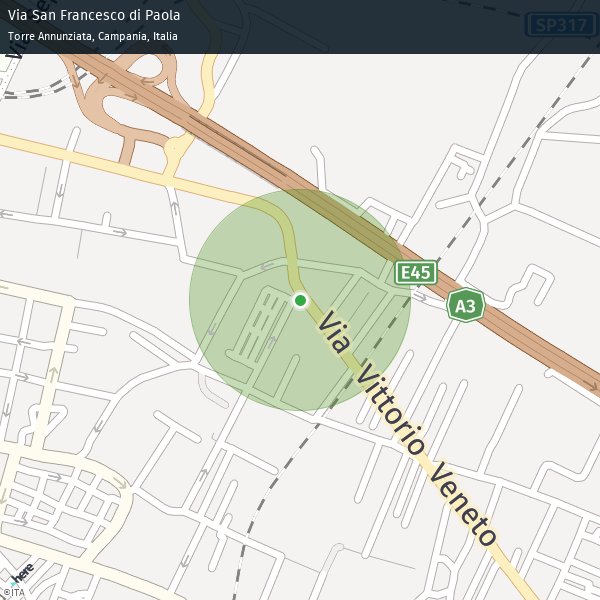 Via San Francesco di Paola
Torre Annunziata, Campania, Italia
SP317
E45
A3
Via Vittorio Veneto
here
©ITA